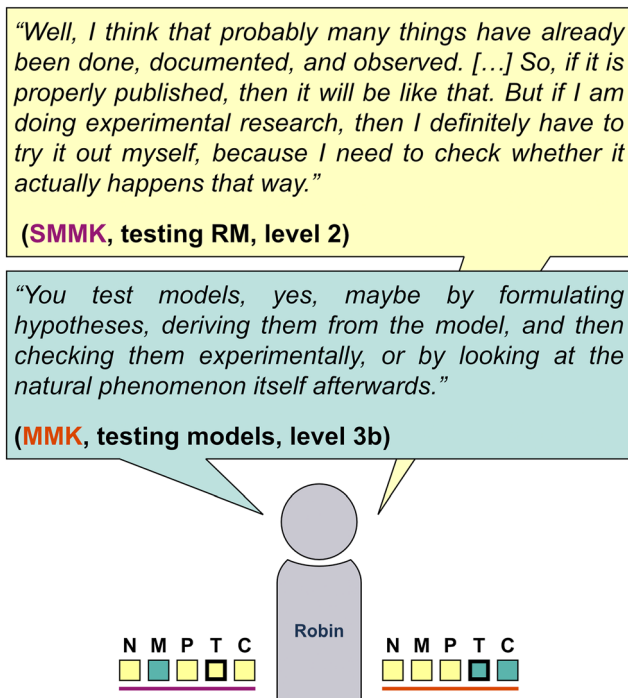 “Well, I think that probably many things have already
been done, documented, and observed. […] So, if it is
properly published, then it will be like that. But if I am
doing experimental research, then I definitely have to
try it out myself, because I need to check whether it
actually happens that way.”
(SMMK, testing RM, level 2)
“You test models, yes, maybe by formulating
hypotheses, deriving them from the model, and then
checking them experimentally, or by looking at the
natural phenomenon itself afterwards.”
(MMK, testing models, level 3b)
Robin
N M P T C
N M P T C